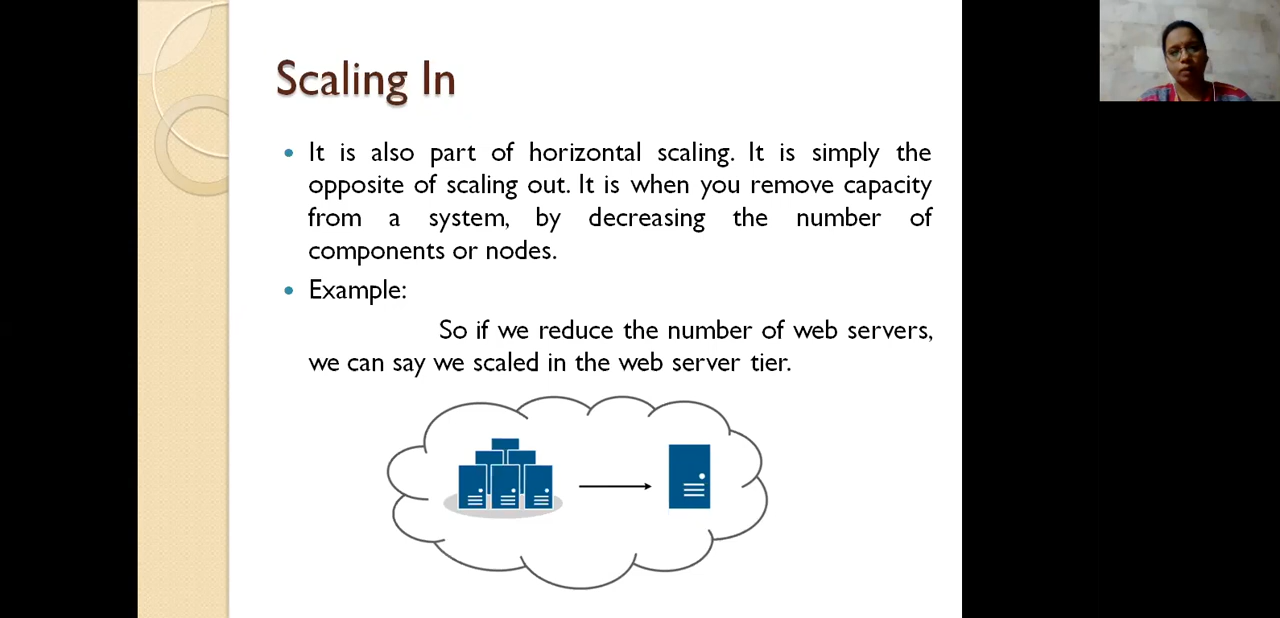 Scaling In
It is also part of horizontal scaling. It is simply the
opposite of scaling out. It is when you remove capacity
from a system, by decreasing the number of
components or nodes.
Example:
So if we reduce the number of web servers,
we can say we scaled in the web server tier.